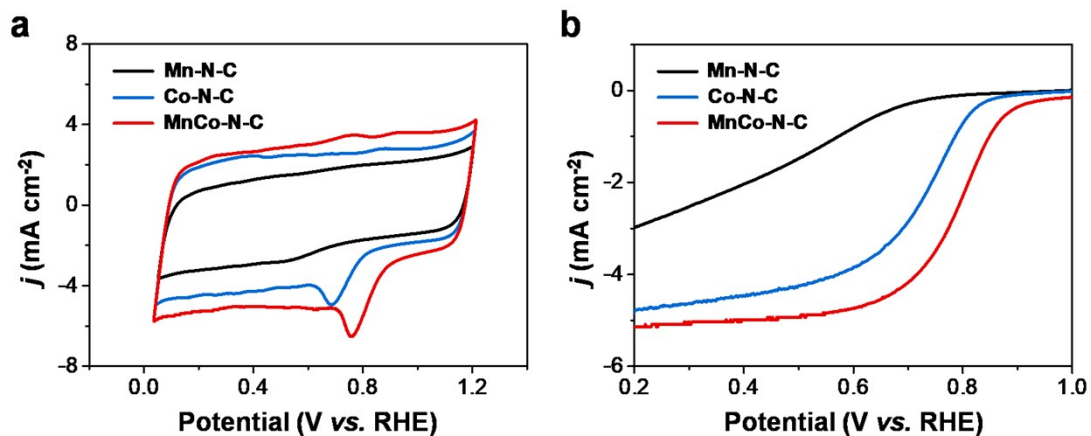 a
8
4
0
−4
−8
j (mA cm⁻²)
Mn-N-C
Co-N-C
MnCo-N-C
0.0 0.4 0.8 1.2
Potential (V vs. RHE)
b
0
−2
−4
−6
j (mA cm⁻²)
Mn-N-C
Co-N-C
MnCo-N-C
0.2 0.4 0.6 0.8 1.0
Potential (V vs. RHE)